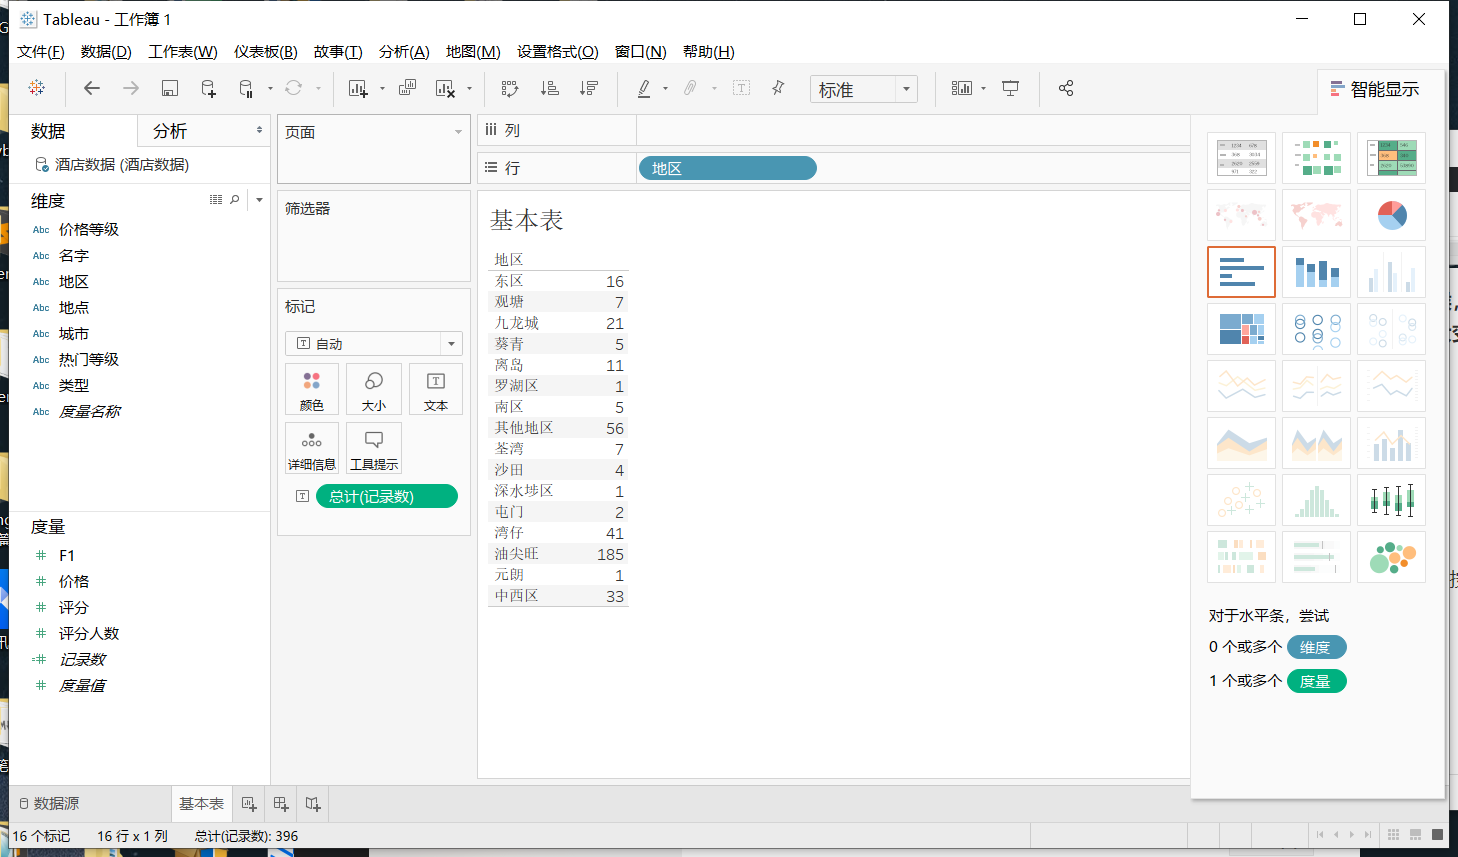 Tableau - 工作簿 1
文件(F) 数据(D) 工作表(W) 仪表板(B) 故事(T) 分析(A) 地图(M) 设置格式(O) 窗口(N) 帮助(H)
标准
智能显示
数据
分析
酒店数据 (酒店数据)
维度
Abc 价格等级
Abc 名字
Abc 地区
Abc 地点
Abc 城市
Abc 热门等级
Abc 类型
Abc 度量名称
度量
F1
价格
评分
评分人数
记录数
度量值
页面
筛选器
标记
自动
颜色
大小
文本
详细信息
工具提示
总计(记录数)
列
行
地区
基本表
地区
东区 16
观塘 7
九龙城 21
葵青 5
离岛 11
罗湖区 1
南区 5
其他地区 56
荃湾 7
沙田 4
深水埗区 1
屯门 2
湾仔 41
油尖旺 185
元朗 1
中西区 33
对于水平条，尝试
0 个或多个 维度
1 个或多个 度量
数据源
基本表
16 个标记 16 行 x 1 列 总计(记录数): 396